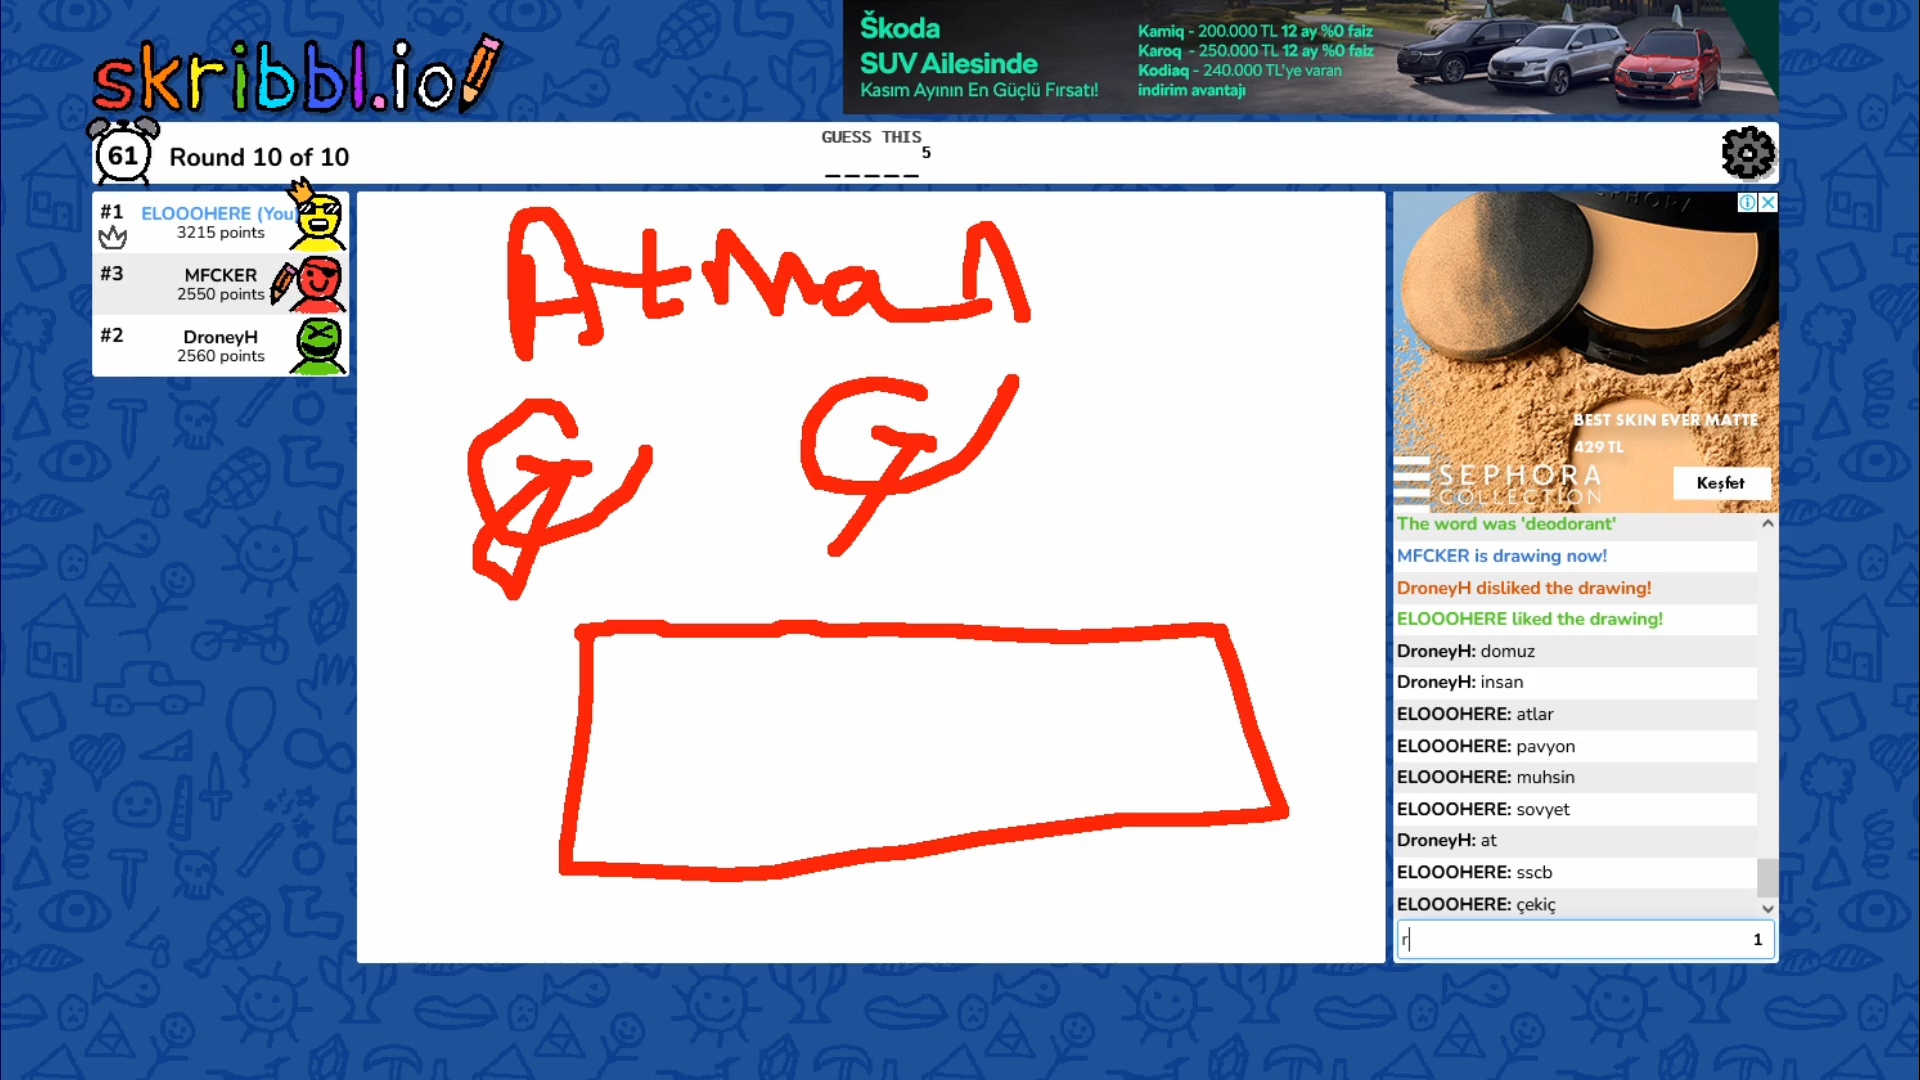 Škoda
SUV Ailesinde
Kasım Ayının En Güçlü Fırsatı!
Kamiq - 200.000 TL 12 ay %0 faiz
Karoq - 250.000 TL 12 ay %0 faiz
Kodiaq - 240.000 TL'ye varan
indirim avantajı
skribbl.io
61
Round 10 of 10
GUESS THIS
5
_____
#1
ELOOOHERE (You
3215 points
#3
MFCKER
2550 points
#2
DroneyH
2560 points
Atman
SEPHORA
BEST SKIN EVER MATTE
429 TL
SEPHORA
COLLECTION
Keşfet
The word was 'deodorant'
MFCKER is drawing now!
DroneyH disliked the drawing!
ELOOOHERE liked the drawing!
DroneyH: domuz
DroneyH: insan
ELOOOHERE: atlar
ELOOOHERE: pavyon
ELOOOHERE: muhsin
ELOOOHERE: sovyet
DroneyH: at
ELOOOHERE: sscb
ELOOOHERE: çekiç
r
1